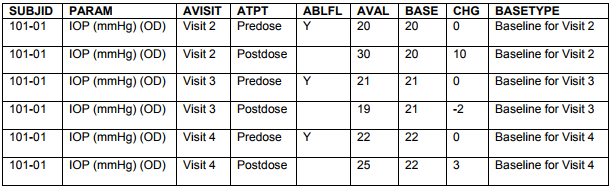 SUBJID PARAM AVISIT ATPT ABLFL AVAL BASE CHG BASETYPE
101-01 IOP (mmHg) (OD) Visit 2 Predose Y 20 20 0 Baseline for Visit 2
101-01 IOP (mmHg) (OD) Visit 2 Postdose 30 20 10 Baseline for Visit 2
101-01 IOP (mmHg) (OD) Visit 3 Predose Y 21 21 0 Baseline for Visit 3
101-01 IOP (mmHg) (OD) Visit 3 Postdose 19 21 -2 Baseline for Visit 3
101-01 IOP (mmHg) (OD) Visit 4 Predose Y 22 22 0 Baseline for Visit 4
101-01 IOP (mmHg) (OD) Visit 4 Postdose 25 22 3 Baseline for Visit 4